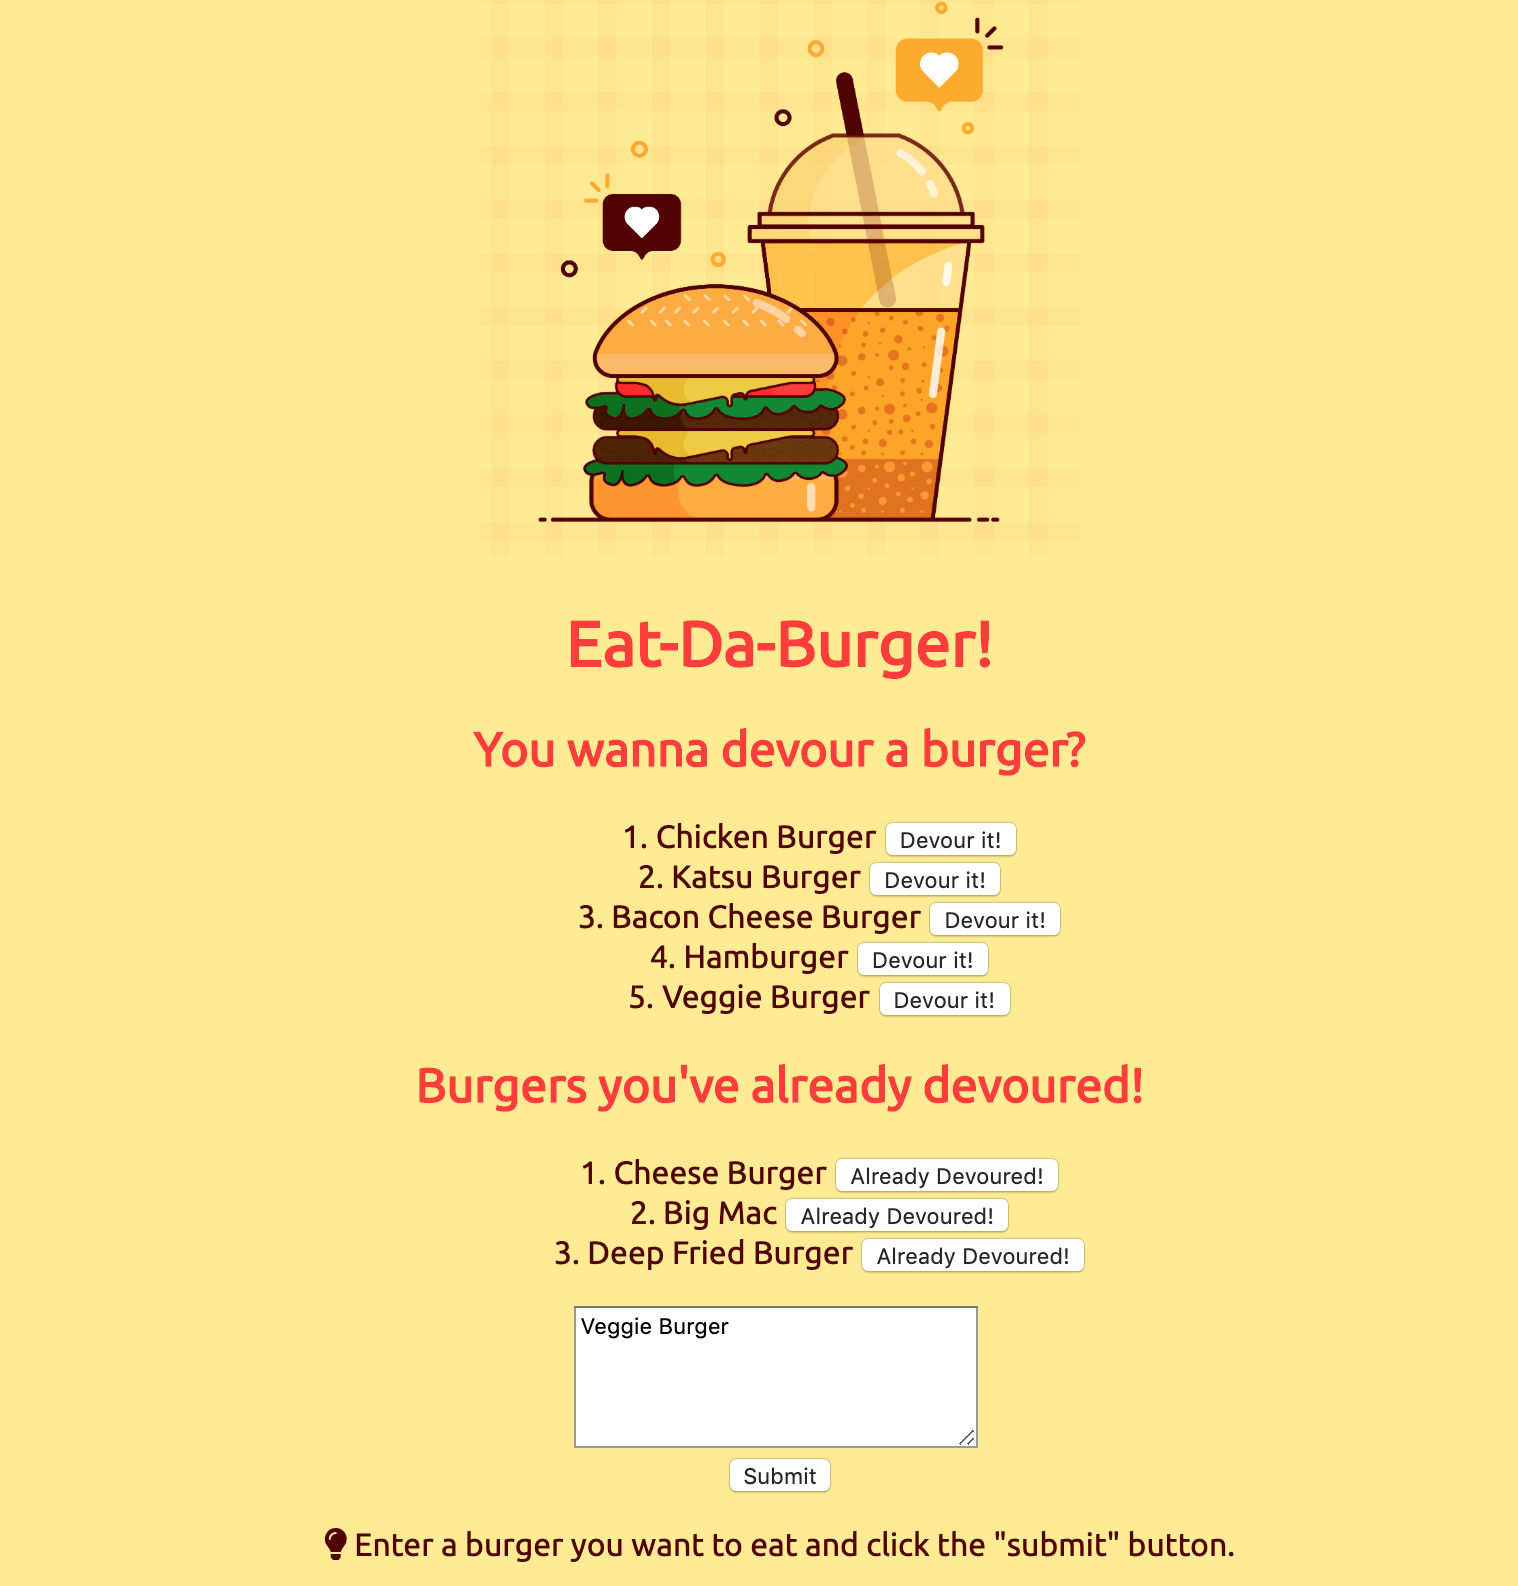 Eat-Da-Burger!
You wanna devour a burger?
1. Chicken Burger Devour it!
2. Katsu Burger Devour it!
3. Bacon Cheese Burger Devour it!
4. Hamburger Devour it!
5. Veggie Burger Devour it!
Burgers you've already devoured!
1. Cheese Burger Already Devoured!
2. Big Mac Already Devoured!
3. Deep Fried Burger Already Devoured!
Veggie Burger
Submit
Enter a burger you want to eat and click the "submit" button.